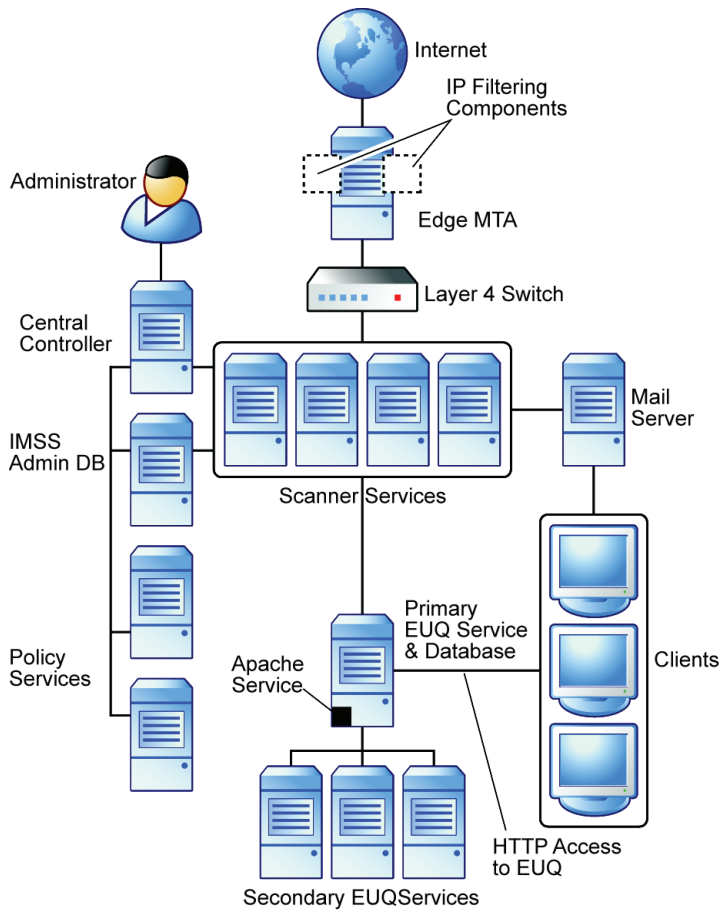 Internet
IP Filtering
Components
Administrator
Edge MTA
Layer 4 Switch
Central
Controller
Mail
Server
IMSS
Admin DB
Scanner Services
Primary
EUQ Service
& Database
Apache
Service
Clients
Policy
Services
HTTP Access
to EUQ
Secondary EUQServices